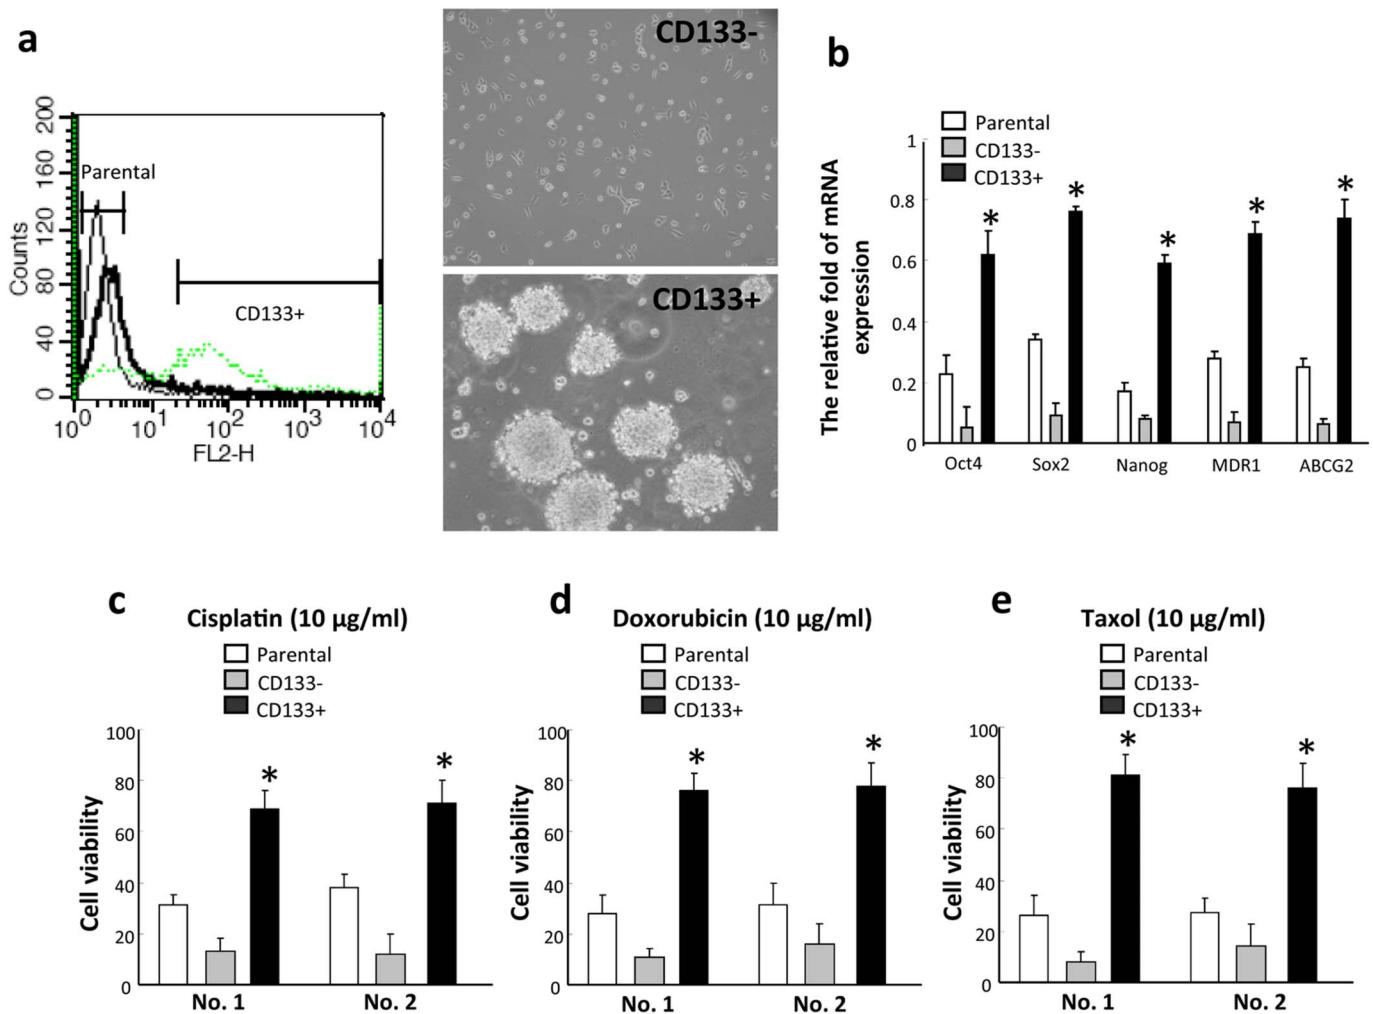 a
Counts
200
160
120
80
40
0
Parental
CD133+
10^0 10^1 10^2 10^3 10^4
FL2-H
CD133-
CD133+
b
Parental
CD133-
CD133+
The relative fold of mRNA
expression
1
0.8
0.6
0.4
0.2
0
* * * * *
Oct4 Sox2 Nanog MDR1 ABCG2
c
Cisplatin (10 µg/ml)
Parental
CD133-
CD133+
Cell viability
100
80
60
40
20
0
* *
No. 1 No. 2
d
Doxorubicin (10 µg/ml)
Parental
CD133-
CD133+
Cell viability
100
80
60
40
20
0
* *
No. 1 No. 2
e
Taxol (10 µg/ml)
Parental
CD133-
CD133+
Cell viability
100
80
60
40
20
0
* *
No. 1 No. 2